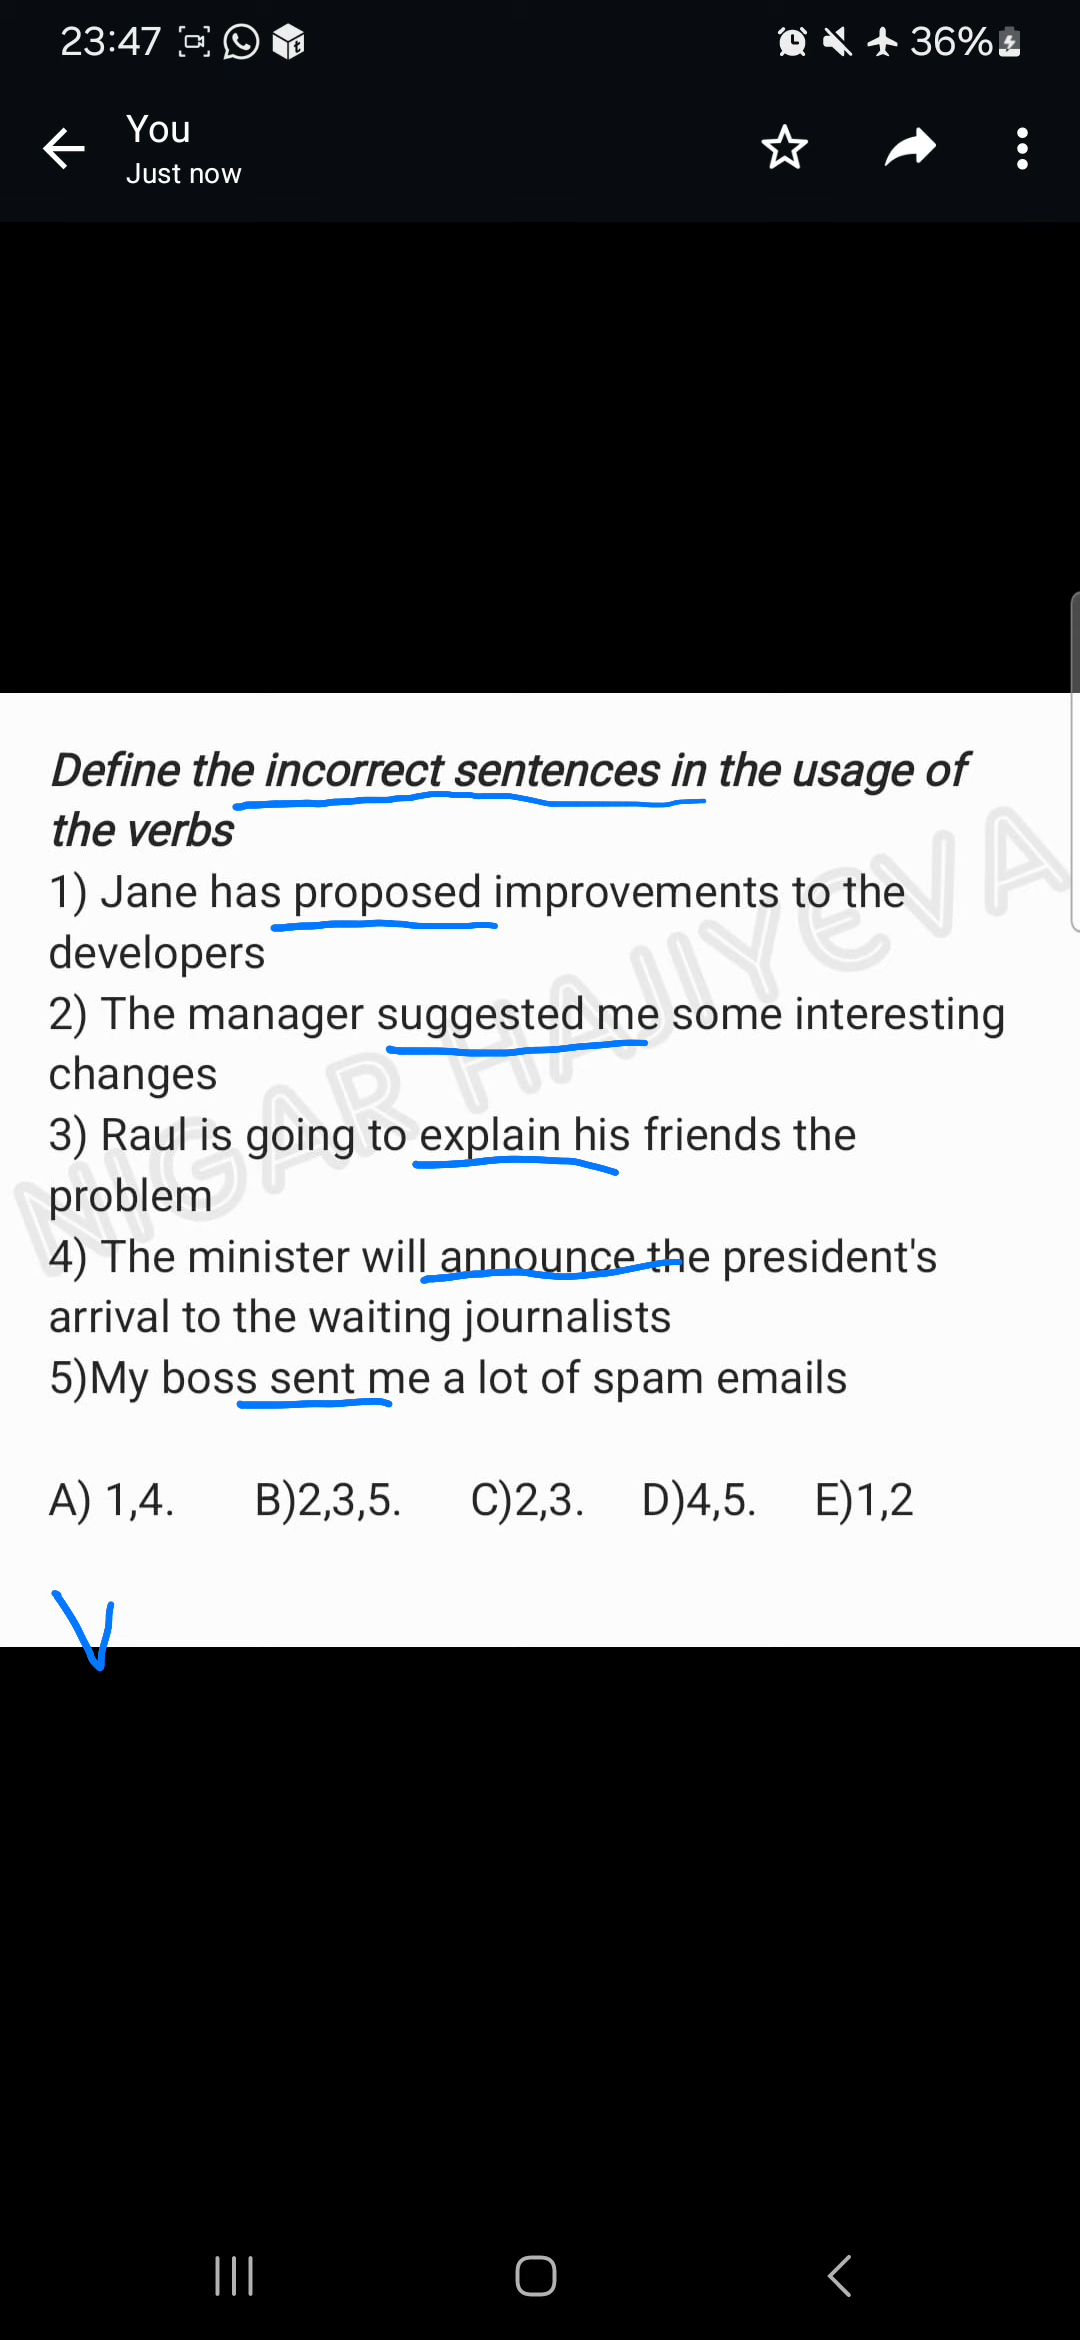 23:47 36%
You
Just now
Define the incorrect sentences in the usage of
the verbs
1) Jane has proposed improvements to the
developers
2) The manager suggested me some interesting
changes
3) Raul is going to explain his friends the
problem
4) The minister will announce the president's
arrival to the waiting journalists
5)My boss sent me a lot of spam emails
A) 1,4. B)2,3,5. C)2,3. D)4,5. E)1,2
NIGAR HAJIYEVA